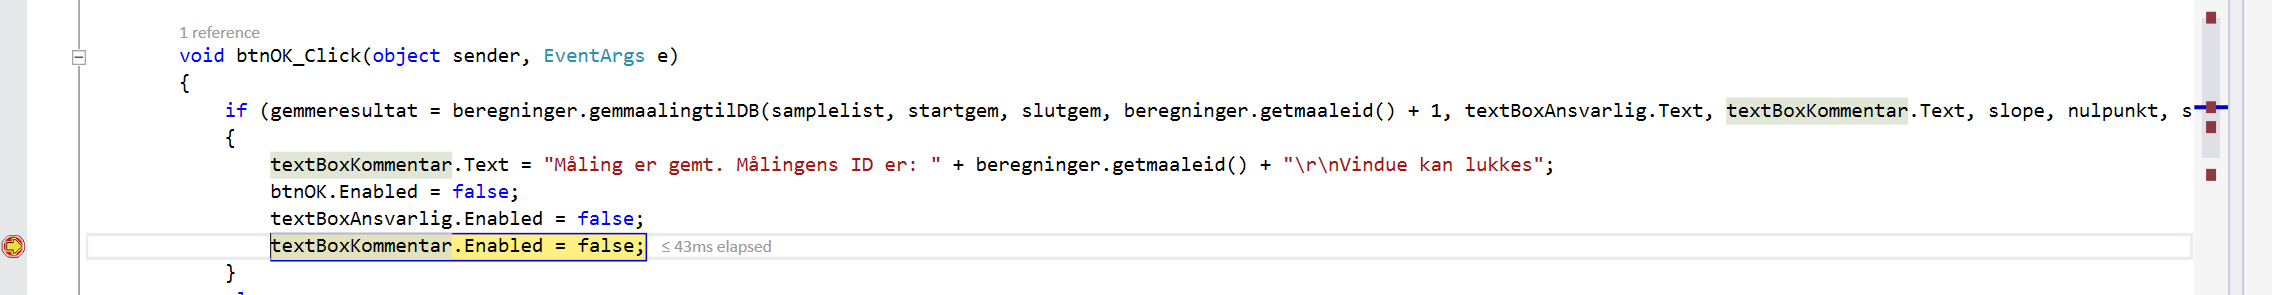 1 reference
void btnOK_Click(object sender, EventArgs e)
{
if (gemmeresultat = beregninger.gemmaalingtilDB(samplelist, startgem, slutgem, beregninger.getmaaleid() + 1, textBoxAnsvarlig.Text, textBoxKommentar.Text, slope, nulpunkt, s
{
textBoxKommentar.Text = "Måling er gemt. Målingens ID er: " + beregninger.getmaaleid() + "\r\nVindue kan lukkes";
btnOK.Enabled = false;
textBoxAnsvarlig.Enabled = false;
textBoxKommentar.Enabled = false; ≤ 43ms elapsed
}